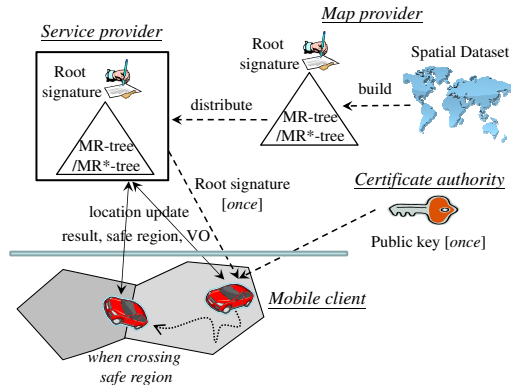 Map provider
Service provider
Root
signature
Spatial Dataset
Root
signature
build
distribute
MR-tree
/MR*-tree
MR-tree
/MR*-tree
Root signature
[once]
Certificate authority
location update
result, safe region, VO
Public key [once]
Mobile client
when crossing
safe region